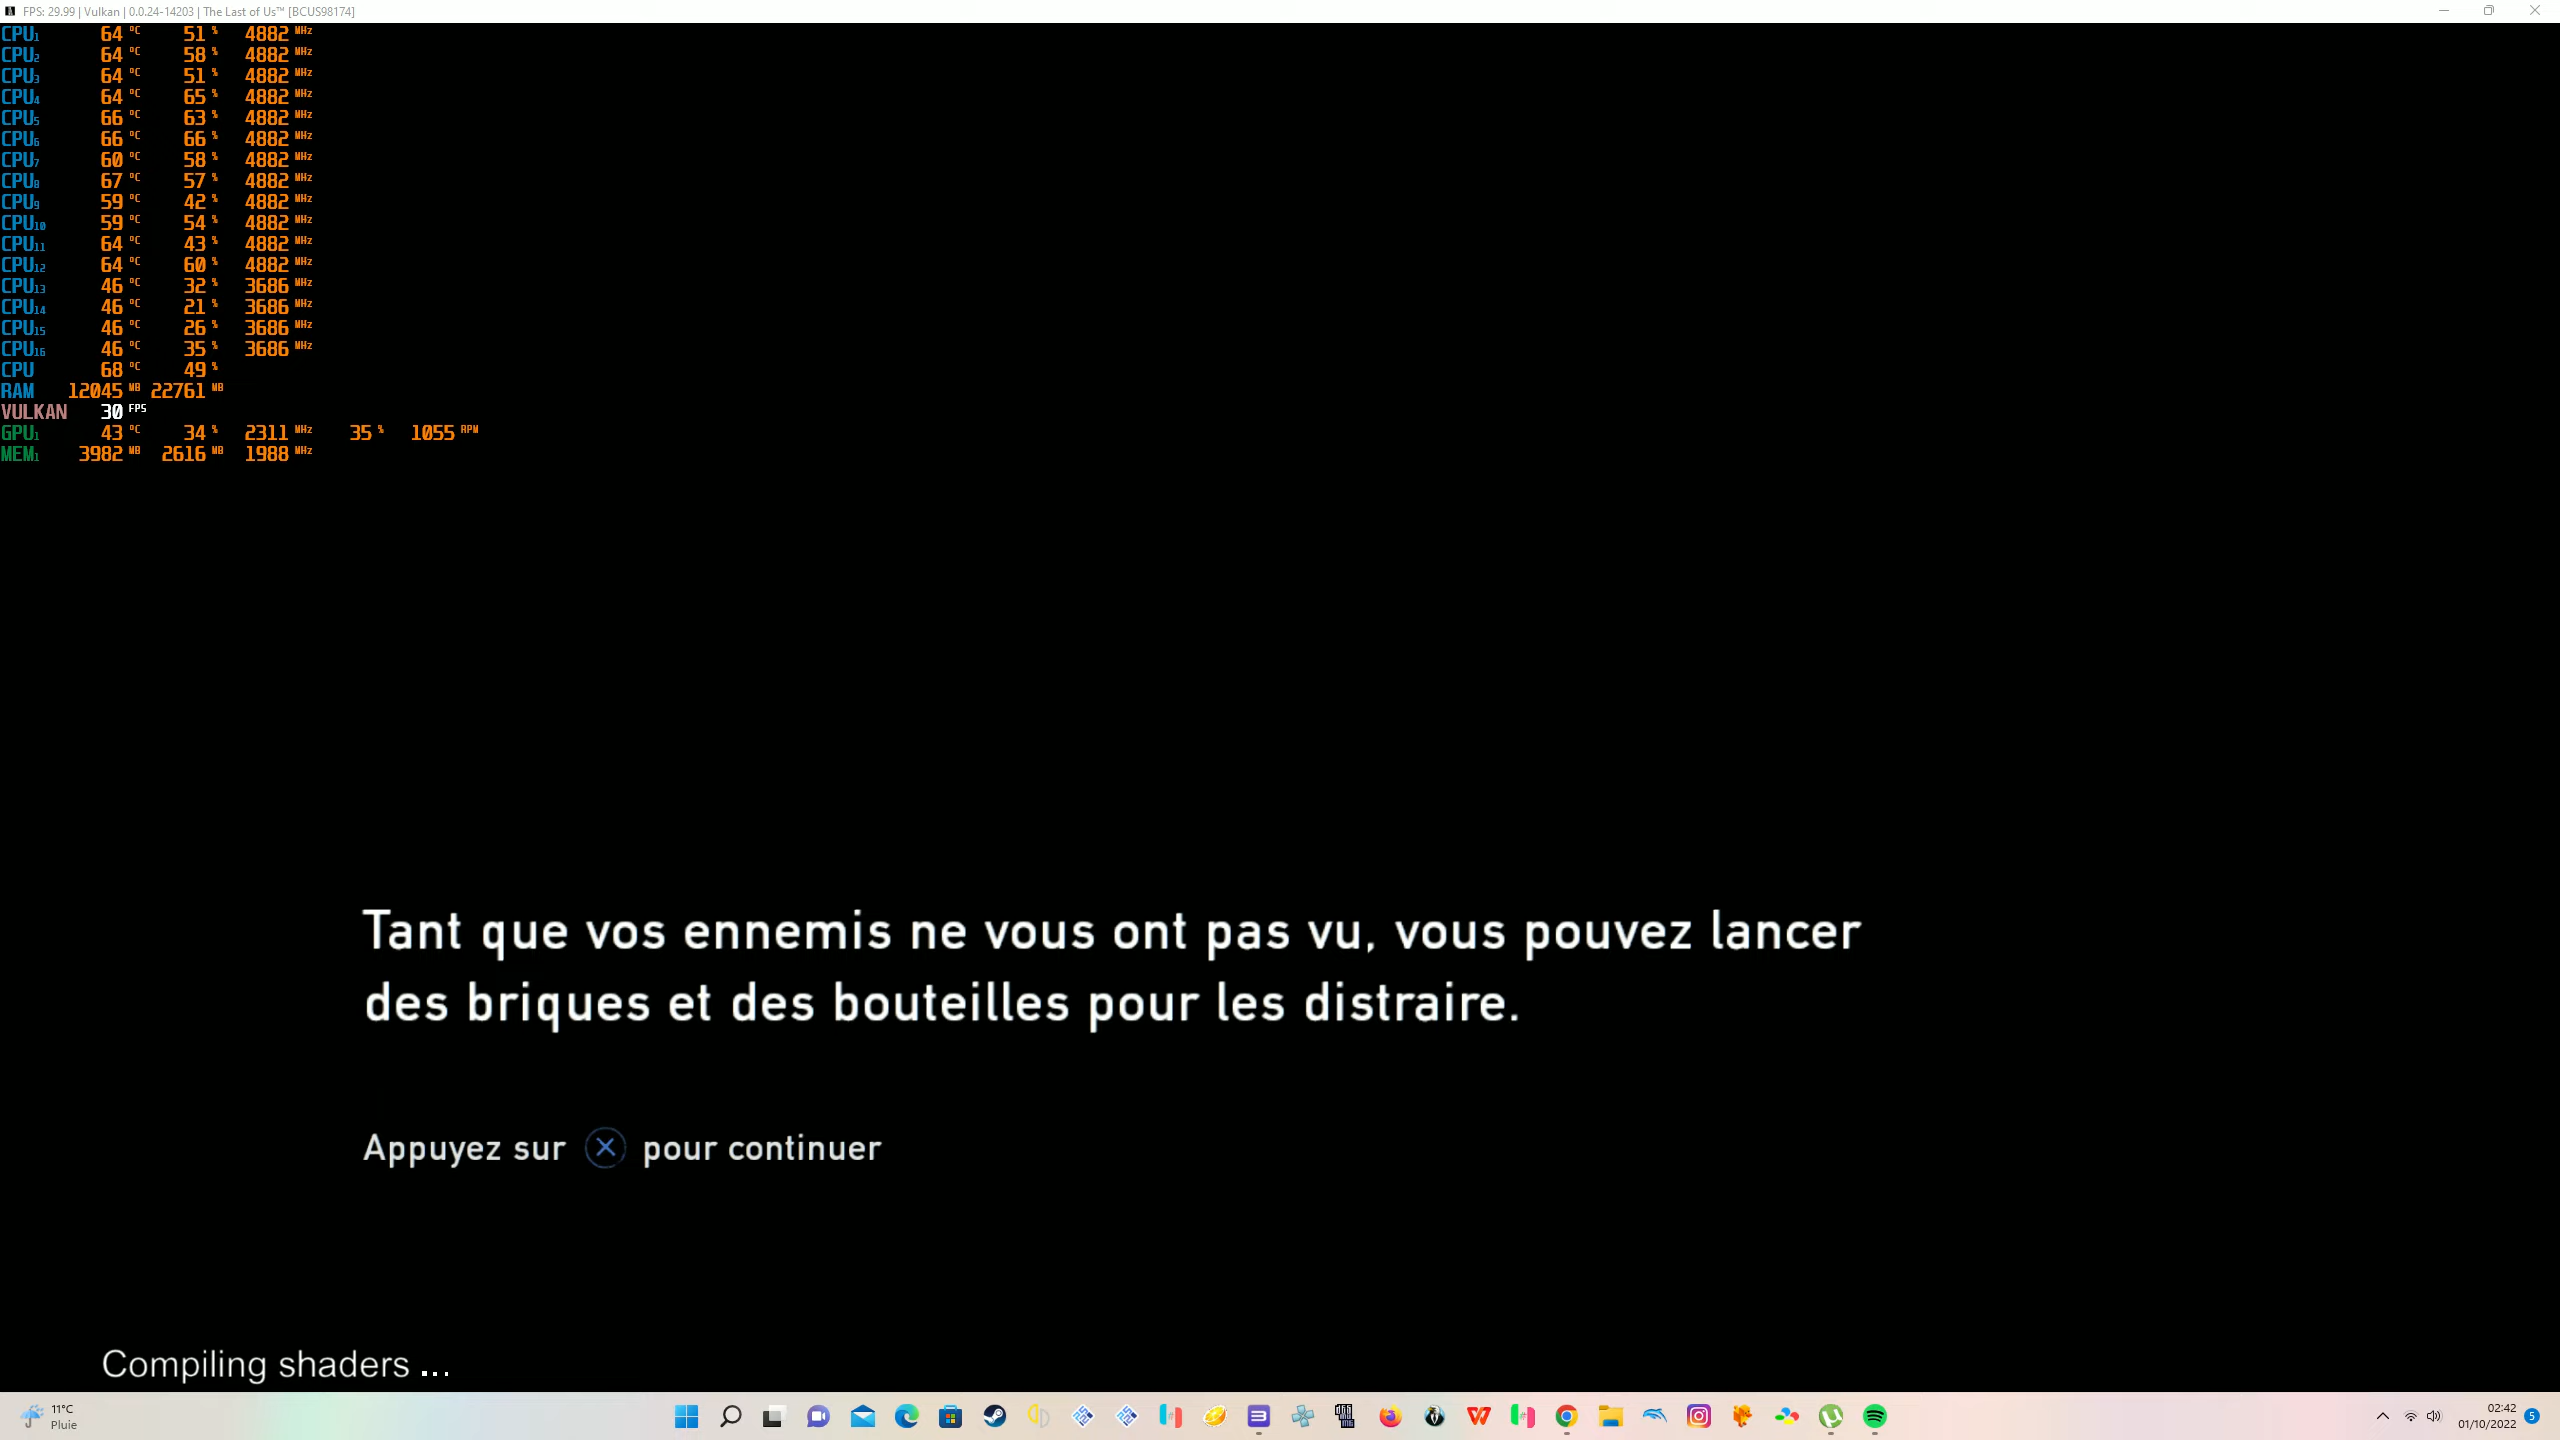 FPS: 29.99 | Vulkan | 0.0.24-14203 | The Last of Us™ [BCUS98174]
CPU1 64 °C 51 % 4882 MHz
CPU2 64 °C 58 % 4882 MHz
CPU3 64 °C 51 % 4882 MHz
CPU4 64 °C 65 % 4882 MHz
CPU5 66 °C 63 % 4882 MHz
CPU6 66 °C 66 % 4882 MHz
CPU7 60 °C 58 % 4882 MHz
CPU8 67 °C 57 % 4882 MHz
CPU9 59 °C 42 % 4882 MHz
CPU10 59 °C 54 % 4882 MHz
CPU11 64 °C 43 % 4882 MHz
CPU12 64 °C 60 % 4882 MHz
CPU13 46 °C 32 % 3686 MHz
CPU14 46 °C 21 % 3686 MHz
CPU15 46 °C 26 % 3686 MHz
CPU16 46 °C 35 % 3686 MHz
CPU 68 °C 49 %
RAM 12045 MB 22761 MB
VULKAN 30 FPS
GPU1 43 °C 34 % 2311 MHz 35 % 1055 RPM
MEM1 3982 MB 2616 MB 1988 MHz
Tant que vos ennemis ne vous ont pas vu, vous pouvez lancer
des briques et des bouteilles pour les distraire.
Appuyez sur ⓧ pour continuer
Compiling shaders ...
11°C
Pluie
02:42
01/10/2022
5